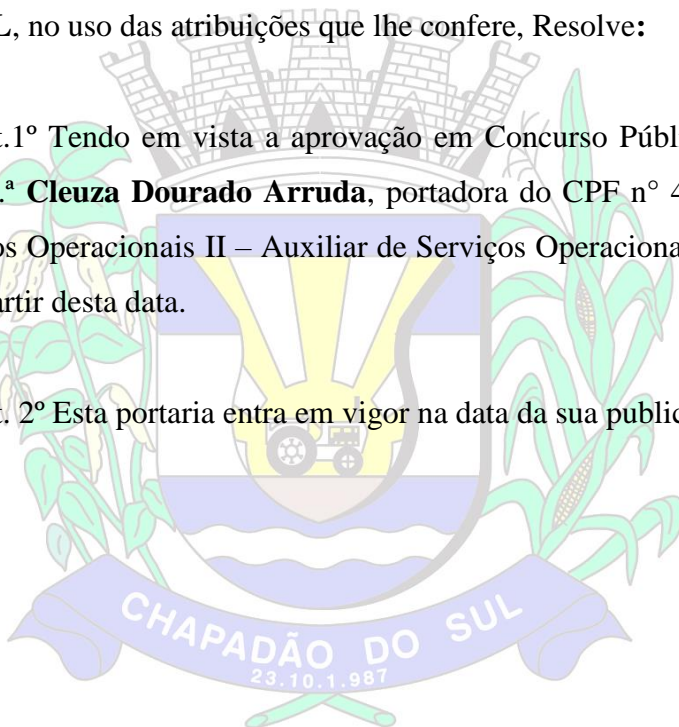 L, no uso das atribuições que lhe confere, Resolve:
t.1º Tendo em vista a aprovação em Concurso Públi
.ª Cleuza Dourado Arruda, portadora do CPF n° 4
os Operacionais II – Auxiliar de Serviços Operaciona
artir desta data.
t. 2º Esta portaria entra em vigor na data da sua public
CHAPADÃO DO SUL
23.10.1.987